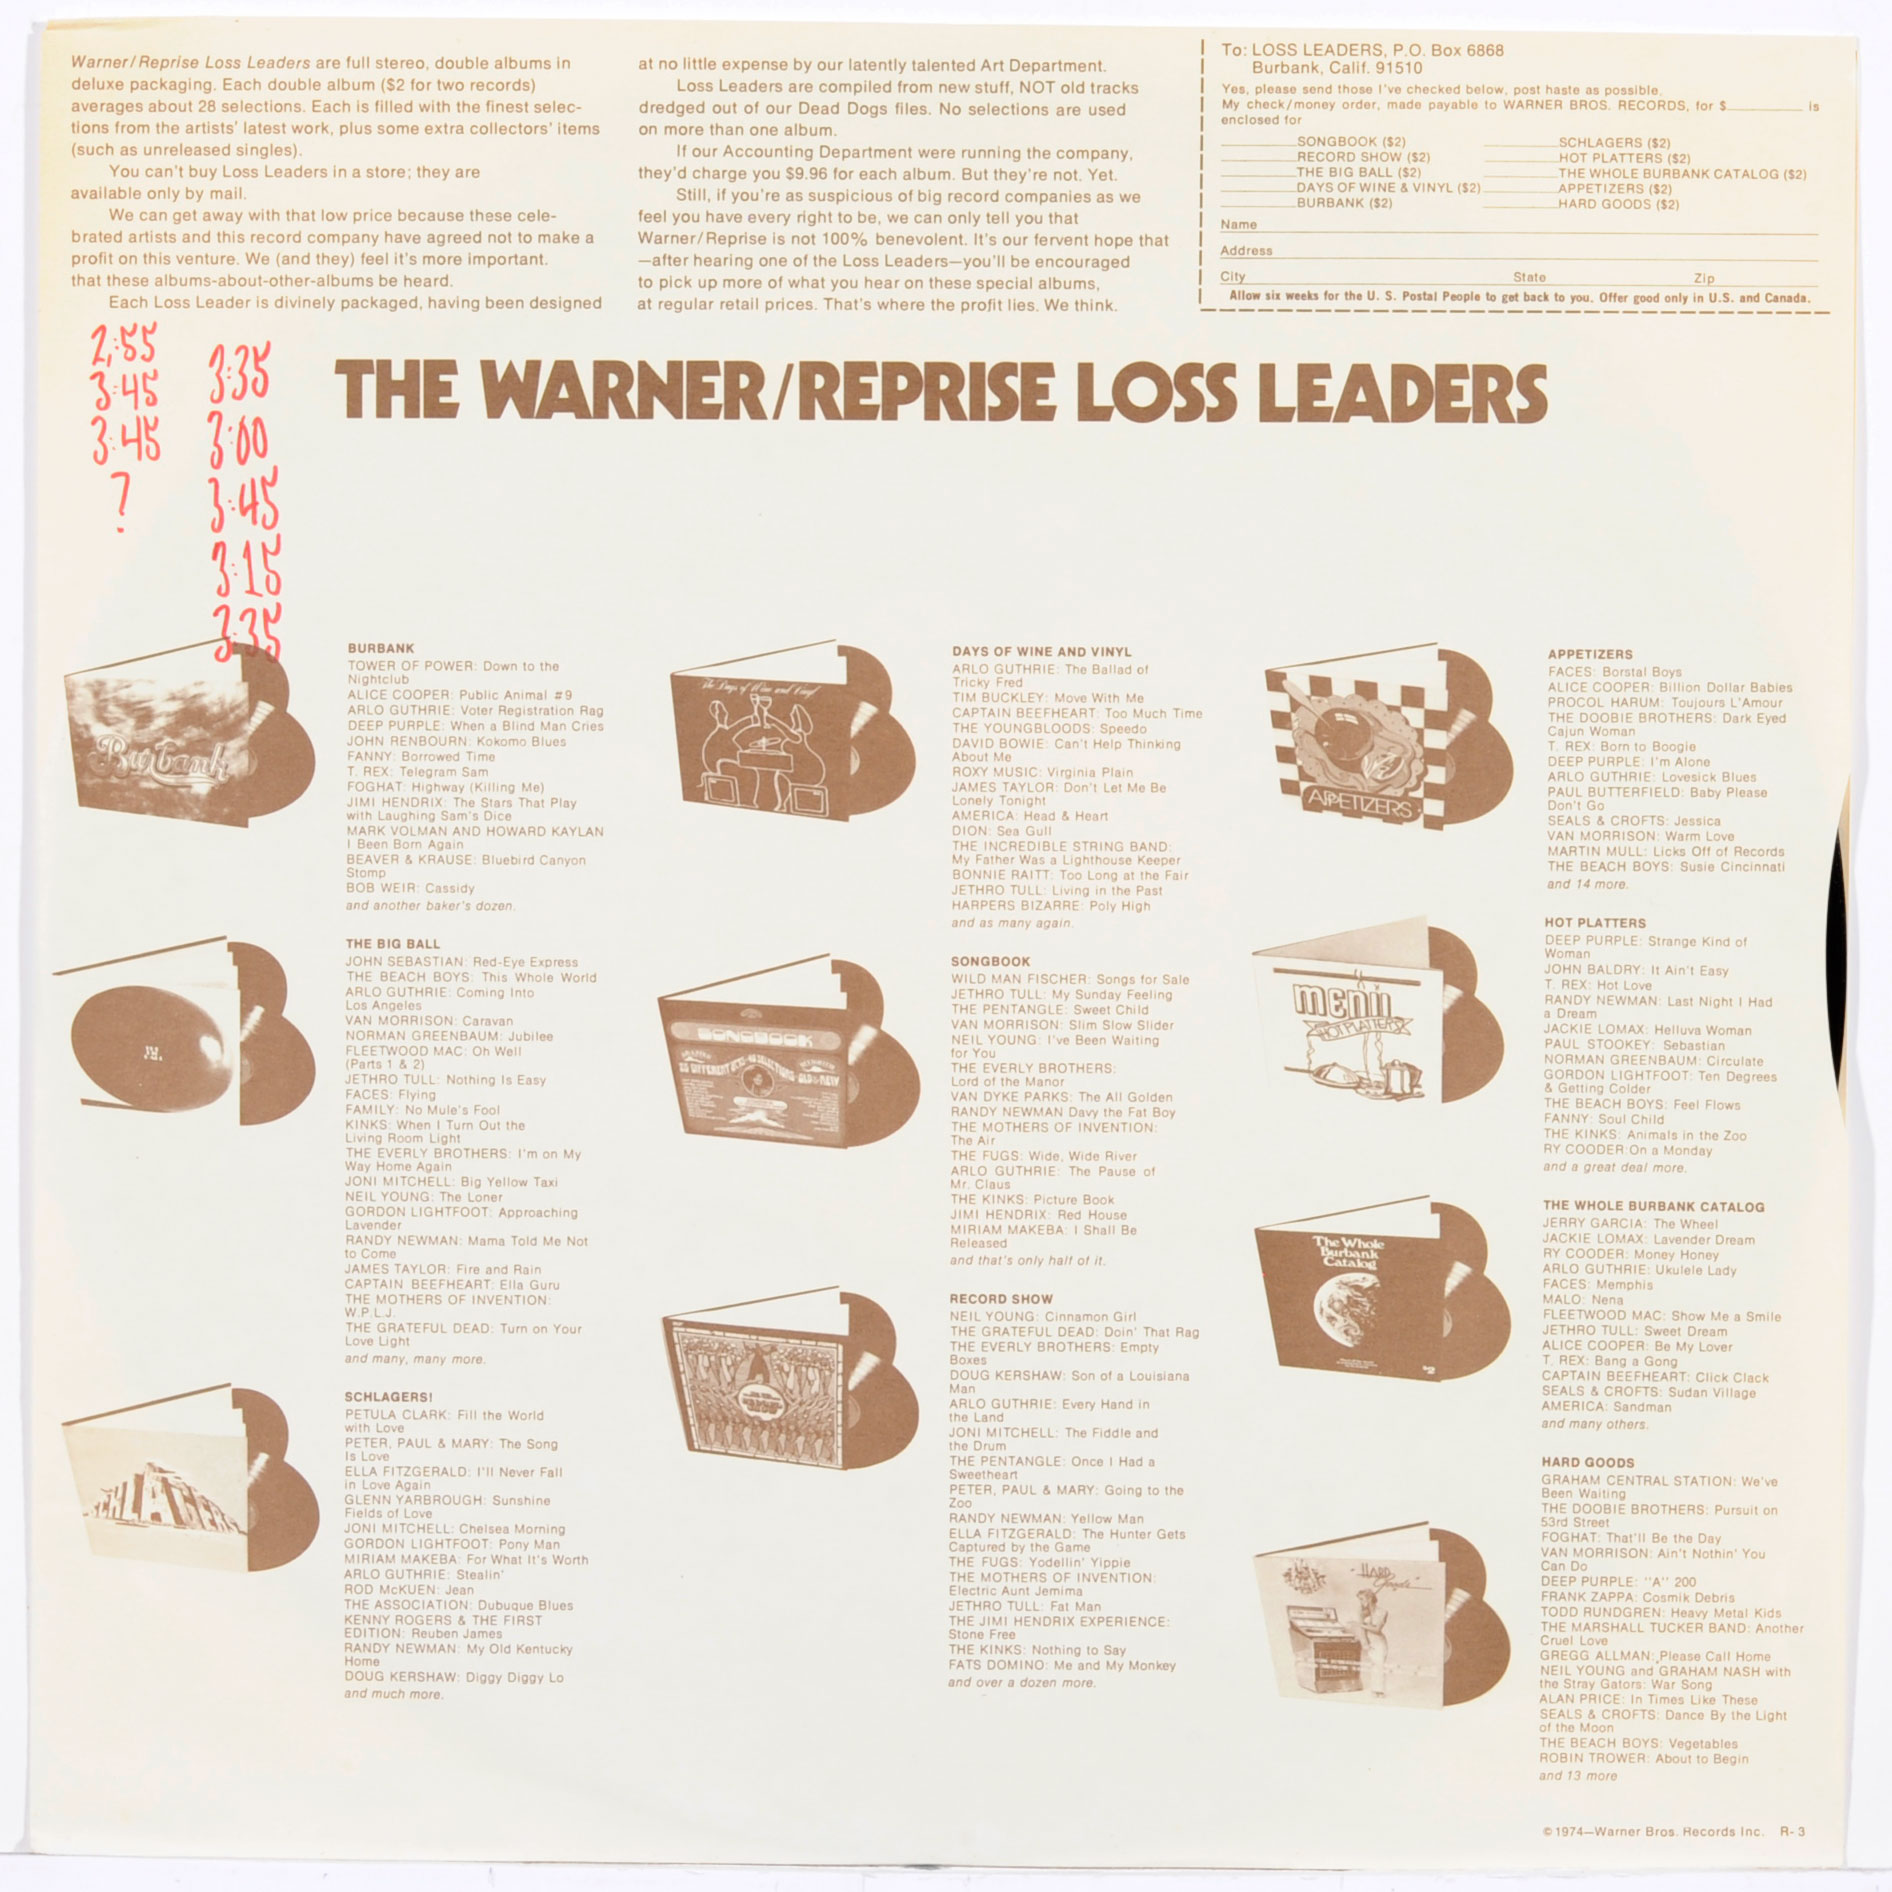 Warner/Reprise Loss Leaders are full stereo, double albums in
deluxe packaging. Each double album ($2 for two records)
averages about 28 selections. Each is filled with the finest selec-
tions from the artists' latest work, plus some extra collectors' items
(such as unreleased singles).
You can't buy Loss Leaders in a store; they are
available only by mail.
We can get away with that low price because these cele-
brated artists and this record company have agreed not to make a
profit on this venture. We (and they) feel it's more important.
that these albums-about-other-albums be heard.
Each Loss Leader is divinely packaged, having been designed
at no little expense by our latently talented Art Department.
Loss Leaders are compiled from new stuff, NOT old tracks
dredged out of our Dead Dogs files. No selections are used
on more than one album.
If our Accounting Department were running the company,
they'd charge you $9.96 for each album. But they're not. Yet.
Still, if you're as suspicious of big record companies as we
feel you have every right to be, we can only tell you that
Warner/Reprise is not 100% benevolent. It's our fervent hope that
—after hearing one of the Loss Leaders—you'll be encouraged
to pick up more of what you hear on these special albums,
at regular retail prices. That's where the profit lies. We think.
To: LOSS LEADERS, P.O. Box 6868
Burbank, Calif. 91510
Yes, please send those I've checked below, post haste as possible.
My check/money order, made payable to WARNER BROS. RECORDS, for $ is
enclosed for
SONGBOOK ($2)
RECORD SHOW ($2)
THE BIG BALL ($2)
DAYS OF WINE & VINYL ($2)
BURBANK ($2)
SCHLAGERS ($2)
HOT PLATTERS ($2)
THE WHOLE BURBANK CATALOG ($2)
APPETIZERS ($2)
HARD GOODS ($2)
Name
Address
City State Zip
Allow six weeks for the U. S. Postal People to get back to you. Offer good only in U.S. and Canada.
2:55
3:45
3:45
?
3:35
3:00
3:45
3:15
3:35
THE WARNER/REPRISE LOSS LEADERS
Burbank
BURBANK
TOWER OF POWER: Down to the
Nightclub
ALICE COOPER: Public Animal #9
ARLO GUTHRIE: Voter Registration Rag
DEEP PURPLE: When a Blind Man Cries
JOHN RENBOURN: Kokomo Blues
FANNY: Borrowed Time
T. REX: Telegram Sam
FOGHAT: Highway (Killing Me)
JIMI HENDRIX: The Stars That Play
with Laughing Sam's Dice
MARK VOLMAN AND HOWARD KAYLAN
I Been Born Again
BEAVER & KRAUSE: Bluebird Canyon
Stomp
BOB WEIR: Cassidy
and another baker's dozen.
THE BIG BALL
JOHN SEBASTIAN: Red-Eye Express
THE BEACH BOYS: This Whole World
ARLO GUTHRIE: Coming Into
Los Angeles
VAN MORRISON: Caravan
NORMAN GREENBAUM: Jubilee
FLEETWOOD MAC: Oh Well
(Parts 1 & 2)
JETHRO TULL: Nothing Is Easy
FACES: Flying
FAMILY: No Mule's Fool
KINKS: When I Turn Out the
Living Room Light
THE EVERLY BROTHERS: I'm on My
Way Home Again
JONI MITCHELL: Big Yellow Taxi
NEIL YOUNG: The Loner
GORDON LIGHTFOOT: Approaching
Lavender
RANDY NEWMAN: Mama Told Me Not
to Come
JAMES TAYLOR: Fire and Rain
CAPTAIN BEEFHEART: Ella Guru
THE MOTHERS OF INVENTION:
W.P.L.J.
THE GRATEFUL DEAD: Turn on Your
Love Light
and many, many more.
SCHLAGERS!
PETULA CLARK: Fill the World
with Love
PETER, PAUL & MARY: The Song
Is Love
ELLA FITZGERALD: I'll Never Fall
in Love Again
GLENN YARBROUGH: Sunshine
Fields of Love
JONI MITCHELL: Chelsea Morning
GORDON LIGHTFOOT: Pony Man
MIRIAM MAKEBA: For What It's Worth
ARLO GUTHRIE: Stealin'
ROD McKUEN: Jean
THE ASSOCIATION: Dubuque Blues
KENNY ROGERS & THE FIRST
EDITION: Reuben James
RANDY NEWMAN: My Old Kentucky
Home
DOUG KERSHAW: Diggy Diggy Lo
and much more.
The Days of Wine and Vinyl
DAYS OF WINE AND VINYL
ARLO GUTHRIE: The Ballad of
Tricky Fred
TIM BUCKLEY: Move With Me
CAPTAIN BEEFHEART: Too Much Time
THE YOUNGBLOODS: Speedo
DAVID BOWIE: Can't Help Thinking
About Me
ROXY MUSIC: Virginia Plain
JAMES TAYLOR: Don't Let Me Be
Lonely Tonight
AMERICA: Head & Heart
DION: Sea Gull
THE INCREDIBLE STRING BAND:
My Father Was a Lighthouse Keeper
BONNIE RAITT: Too Long at the Fair
JETHRO TULL: Living in the Past
HARPERS BIZARRE: Poly High
and as many again.
SONGBOOK
SONGBOOK
WILD MAN FISCHER: Songs for Sale
JETHRO TULL: My Sunday Feeling
THE PENTANGLE: Sweet Child
VAN MORRISON: Slim Slow Slider
NEIL YOUNG: I've Been Waiting
for You
THE EVERLY BROTHERS:
Lord of the Manor
VAN DYKE PARKS: The All Golden
RANDY NEWMAN Davy the Fat Boy
THE MOTHERS OF INVENTION:
The Air
THE FUGS: Wide, Wide River
ARLO GUTHRIE: The Pause of
Mr. Claus
THE KINKS: Picture Book
JIMI HENDRIX: Red House
MIRIAM MAKEBA: I Shall Be
Released
and that's only half of it.
RECORD SHOW
NEIL YOUNG: Cinnamon Girl
THE GRATEFUL DEAD: Doin' That Rag
THE EVERLY BROTHERS: Empty
Boxes
DOUG KERSHAW: Son of a Louisiana
Man
ARLO GUTHRIE: Every Hand in
the Land
JONI MITCHELL: The Fiddle and
the Drum
THE PENTANGLE: Once I Had a
Sweetheart
PETER, PAUL & MARY: Going to the
Zoo
RANDY NEWMAN: Yellow Man
ELLA FITZGERALD: The Hunter Gets
Captured by the Game
THE FUGS: Yodellin' Yippie
THE MOTHERS OF INVENTION:
Electric Aunt Jemima
JETHRO TULL: Fat Man
THE JIMI HENDRIX EXPERIENCE:
Stone Free
THE KINKS: Nothing to Say
FATS DOMINO: Me and My Monkey
and over a dozen more.
APPETIZERS
APPETIZERS
FACES: Borstal Boys
ALICE COOPER: Billion Dollar Babies
PROCOL HARUM: Toujours L'Amour
THE DOOBIE BROTHERS: Dark Eyed
Cajun Woman
T. REX: Born to Boogie
DEEP PURPLE: I'm Alone
ARLO GUTHRIE: Lovesick Blues
PAUL BUTTERFIELD: Baby Please
Don't Go
SEALS & CROFTS: Jessica
VAN MORRISON: Warm Love
MARTIN MULL: Licks Off of Records
THE BEACH BOYS: Susie Cincinnati
and 14 more.
MENU
HOT PLATTERS
HOT PLATTERS
DEEP PURPLE: Strange Kind of
Woman
JOHN BALDRY: It Ain't Easy
T. REX: Hot Love
RANDY NEWMAN: Last Night I Had
a Dream
JACKIE LOMAX: Helluva Woman
PAUL STOOKEY: Sebastian
NORMAN GREENBAUM: Circulate
GORDON LIGHTFOOT: Ten Degrees
& Getting Colder
THE BEACH BOYS: Feel Flows
FANNY: Soul Child
THE KINKS: Animals in the Zoo
RY COODER: On a Monday
and a great deal more.
The Whole
Burbank
Catalog
$2
THE WHOLE BURBANK CATALOG
JERRY GARCIA: The Wheel
JACKIE LOMAX: Lavender Dream
RY COODER: Money Honey
ARLO GUTHRIE: Ukulele Lady
FACES: Memphis
MALO: Nena
FLEETWOOD MAC: Show Me a Smile
JETHRO TULL: Sweet Dream
ALICE COOPER: Be My Lover
T. REX: Bang a Gong
CAPTAIN BEEFHEART: Click Clack
SEALS & CROFTS: Sudan Village
AMERICA: Sandman
and many others.
HARD Goods
HARD GOODS
GRAHAM CENTRAL STATION: We've
Been Waiting
THE DOOBIE BROTHERS: Pursuit on
53rd Street
FOGHAT: That'll Be the Day
VAN MORRISON: Ain't Nothin' You
Can Do
DEEP PURPLE: "A" 200
FRANK ZAPPA: Cosmik Debris
TODD RUNDGREN: Heavy Metal Kids
THE MARSHALL TUCKER BAND: Another
Cruel Love
GREGG ALLMAN: Please Call Home
NEIL YOUNG and GRAHAM NASH with
the Stray Gators: War Song
ALAN PRICE: In Times Like These
SEALS & CROFTS: Dance By the Light
of the Moon
THE BEACH BOYS: Vegetables
ROBIN TROWER: About to Begin
and 13 more
©1974—Warner Bros. Records Inc. R-3